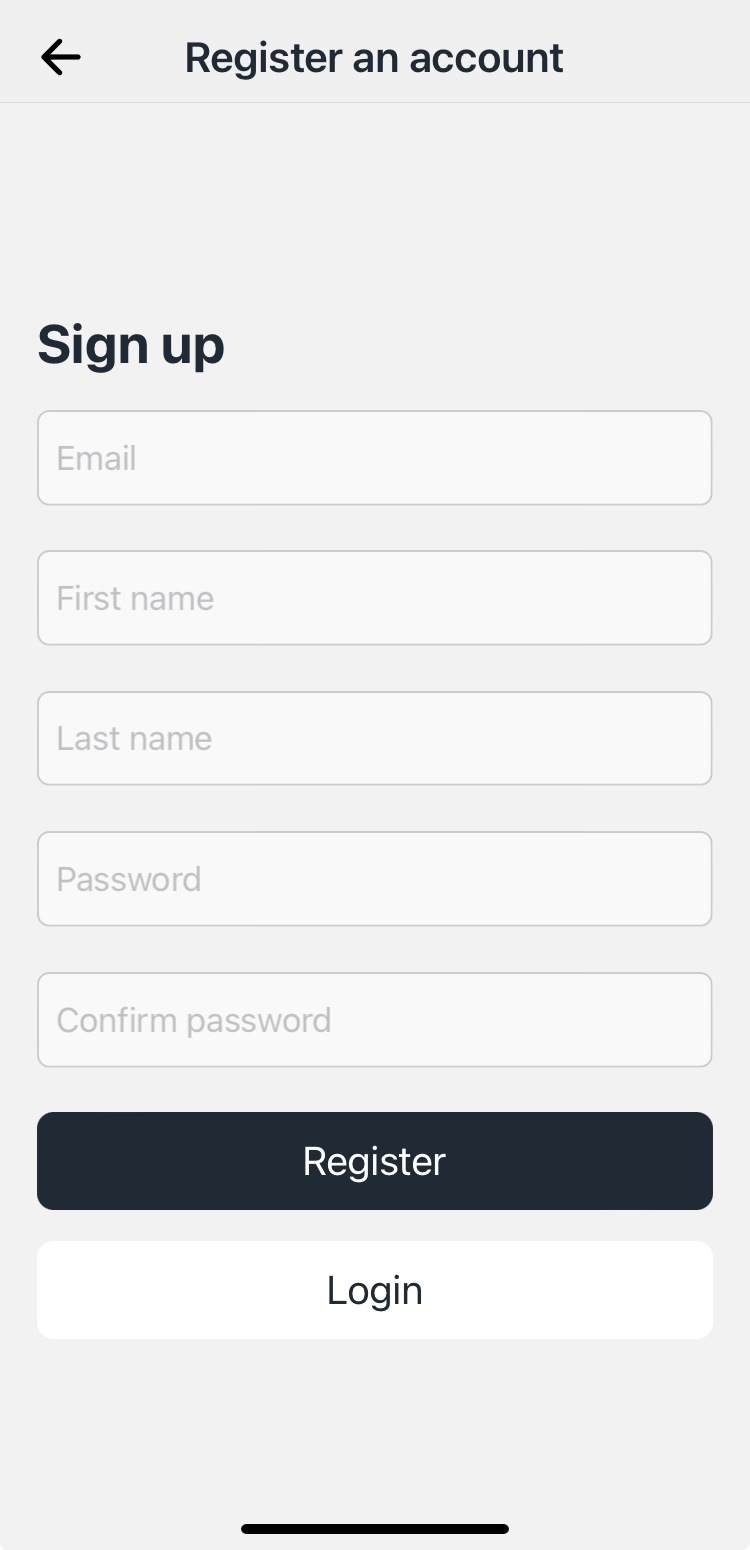 Register an account
Sign up
Email
First name
Last name
Password
Confirm password
Register
Login